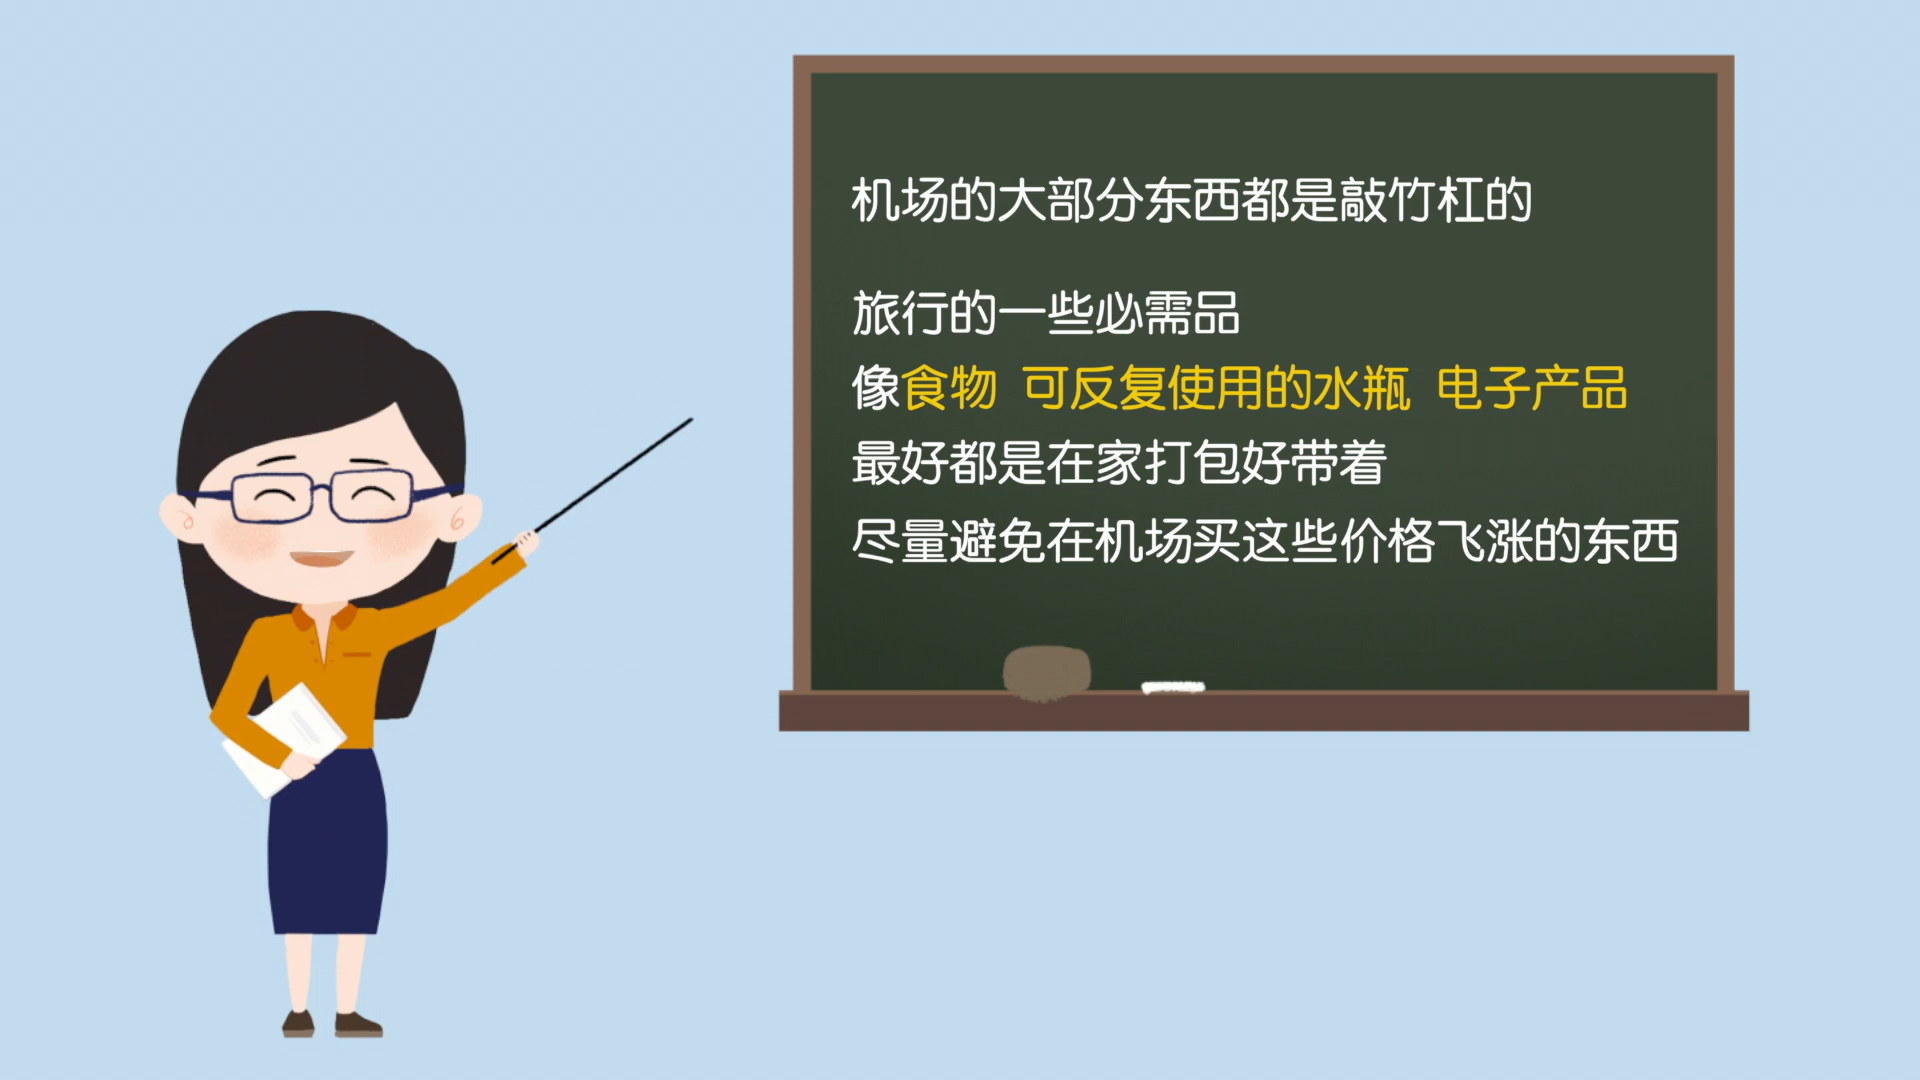 机场的大部分东西都是敲竹杠的
旅行的一些必需品
像食物 可反复使用的水瓶 电子产品
最好都是在家打包好带着
尽量避免在机场买这些价格飞涨的东西